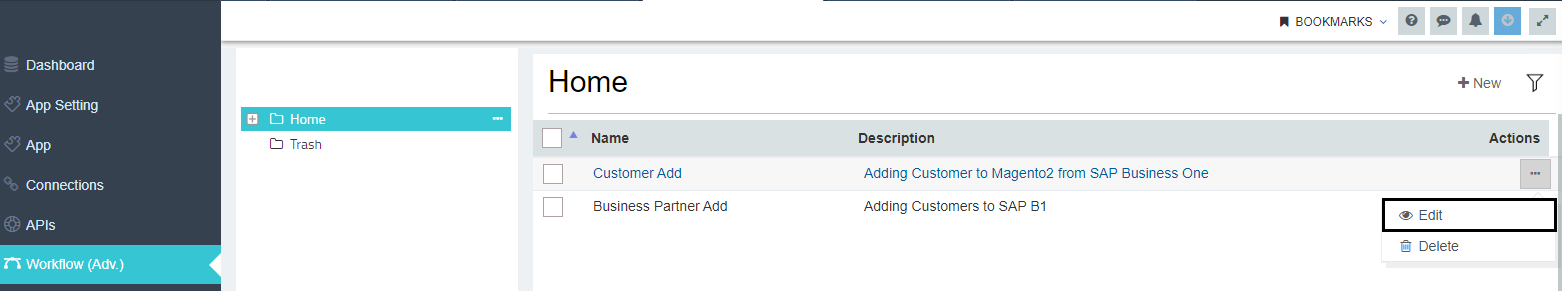 BOOKMARKS
Dashboard
App Setting
App
Connections
APIs
Workflow (Adv.)
Home
Trash
Home
New
Name Description Actions
Customer Add Adding Customer to Magento2 from SAP Business One
Business Partner Add Adding Customers to SAP B1
Edit
Delete